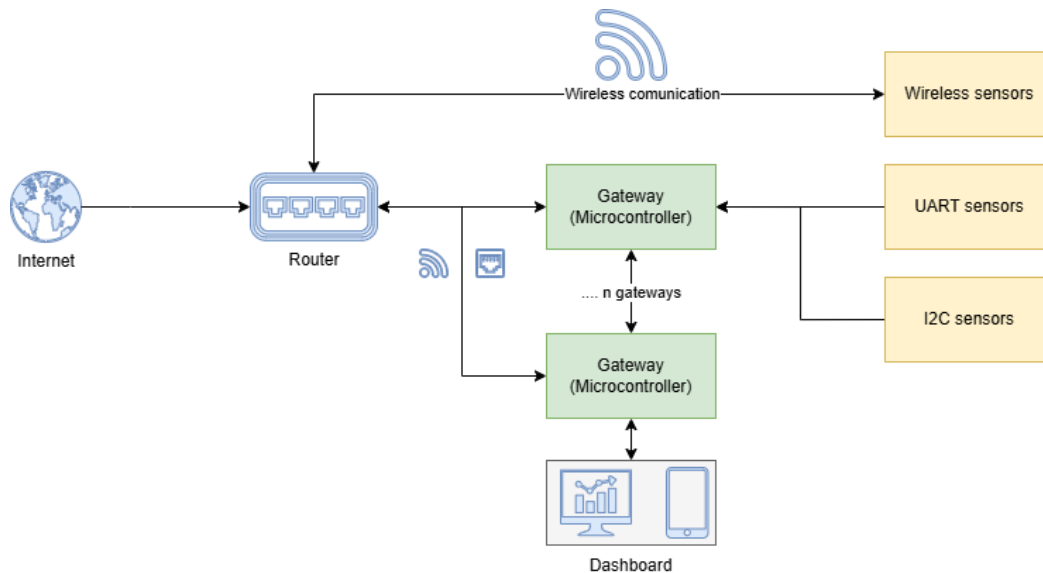 Wireless comunication
Wireless sensors
Gateway
(Microcontroller)
UART sensors
Internet
Router
.... n gateways
I2C sensors
Gateway
(Microcontroller)
Dashboard